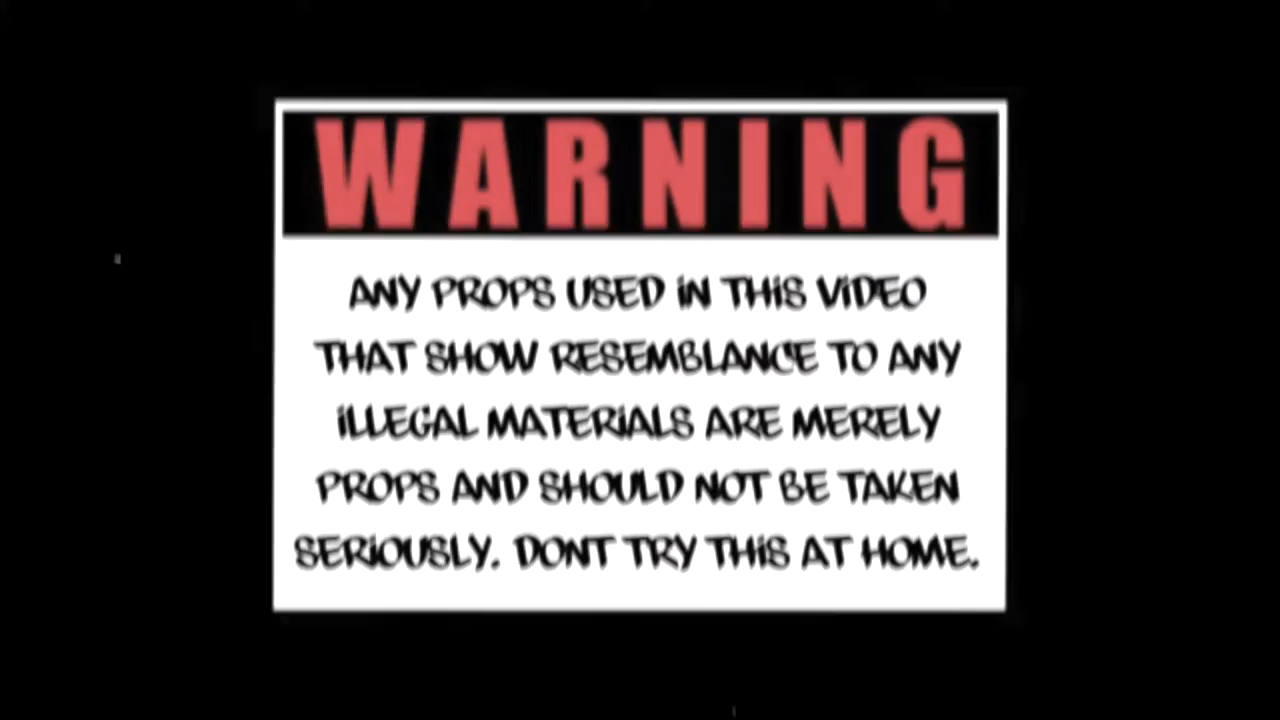 WARNING
ANY PROPS USED IN THIS VIDEO
THAT SHOW RESEMBLANCE TO ANY
ILLEGAL MATERIALS ARE MERELY
PROPS AND SHOULD NOT BE TAKEN
SERIOUSLY. DONT TRY THIS AT HOME.